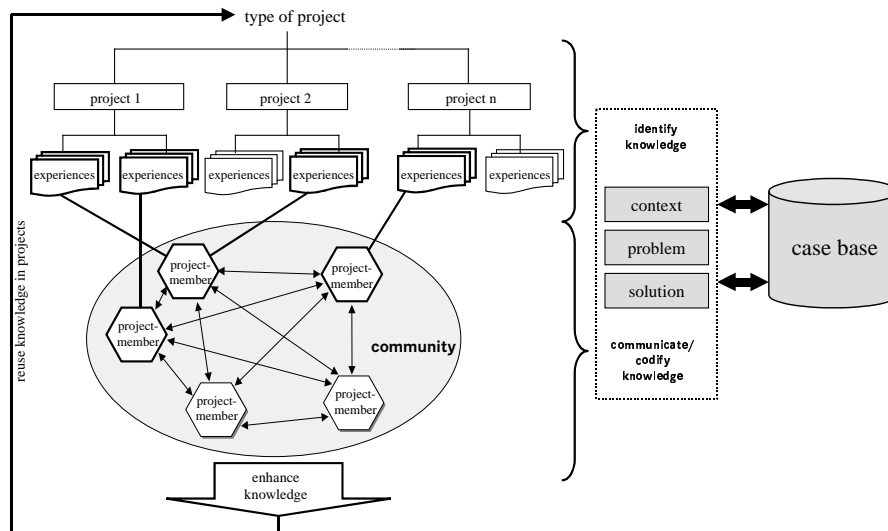 type of project
project 1
project 2
project n
experiences
experiences
experiences
experiences
experiences
experiences
identify
knowledge
context
problem
solution
case base
communicate/
codify
knowledge
reuse knowledge in projects
project-
member
project-
member
project-
member
community
project-
member
project-
member
enhance
knowledge